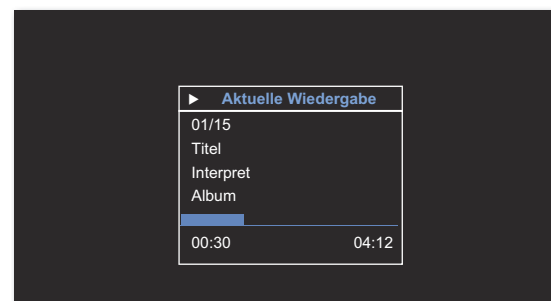 Aktuelle Wiedergabe
01/15
Titel
Interpret
Album
00:30 04:12